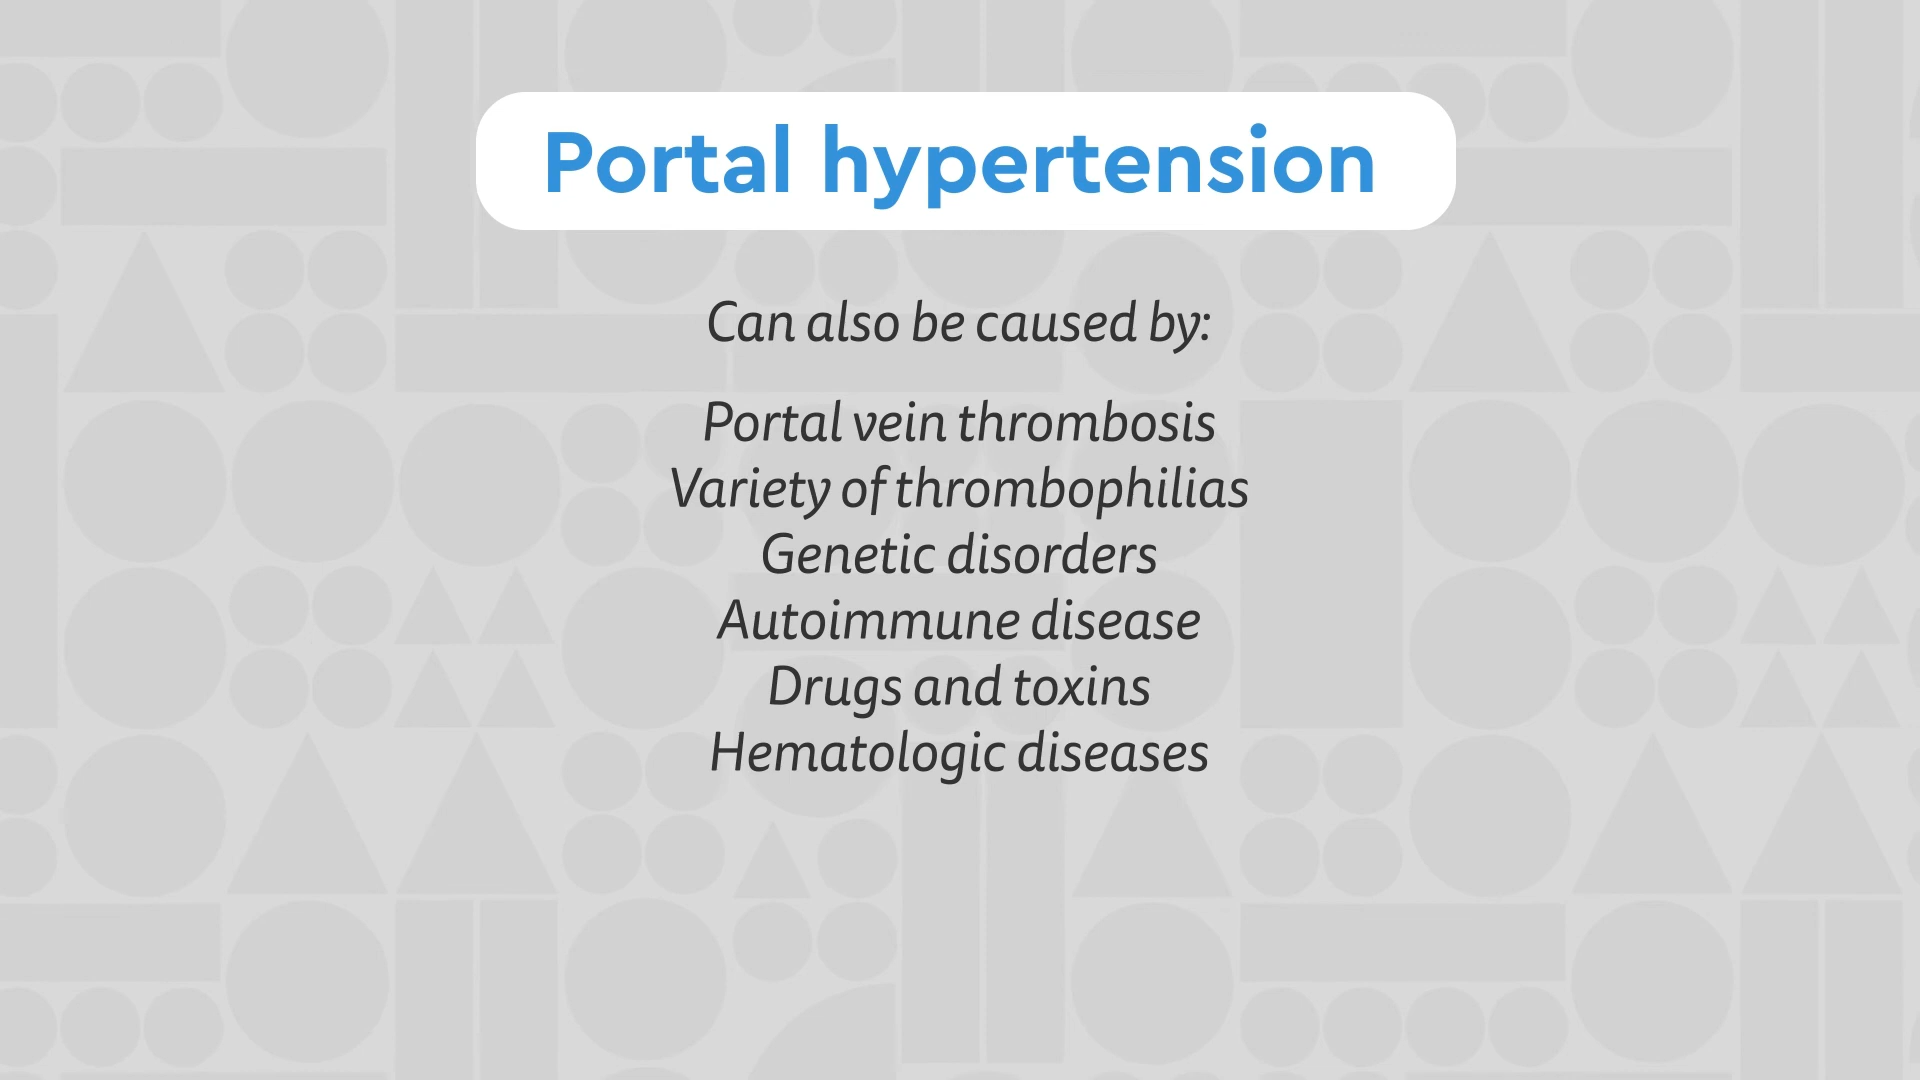 Portal hypertension
Can also be caused by:
Portal vein thrombosis
Variety of thrombophilias
Genetic disorders
Autoimmune disease
Drugs and toxins
Hematologic diseases